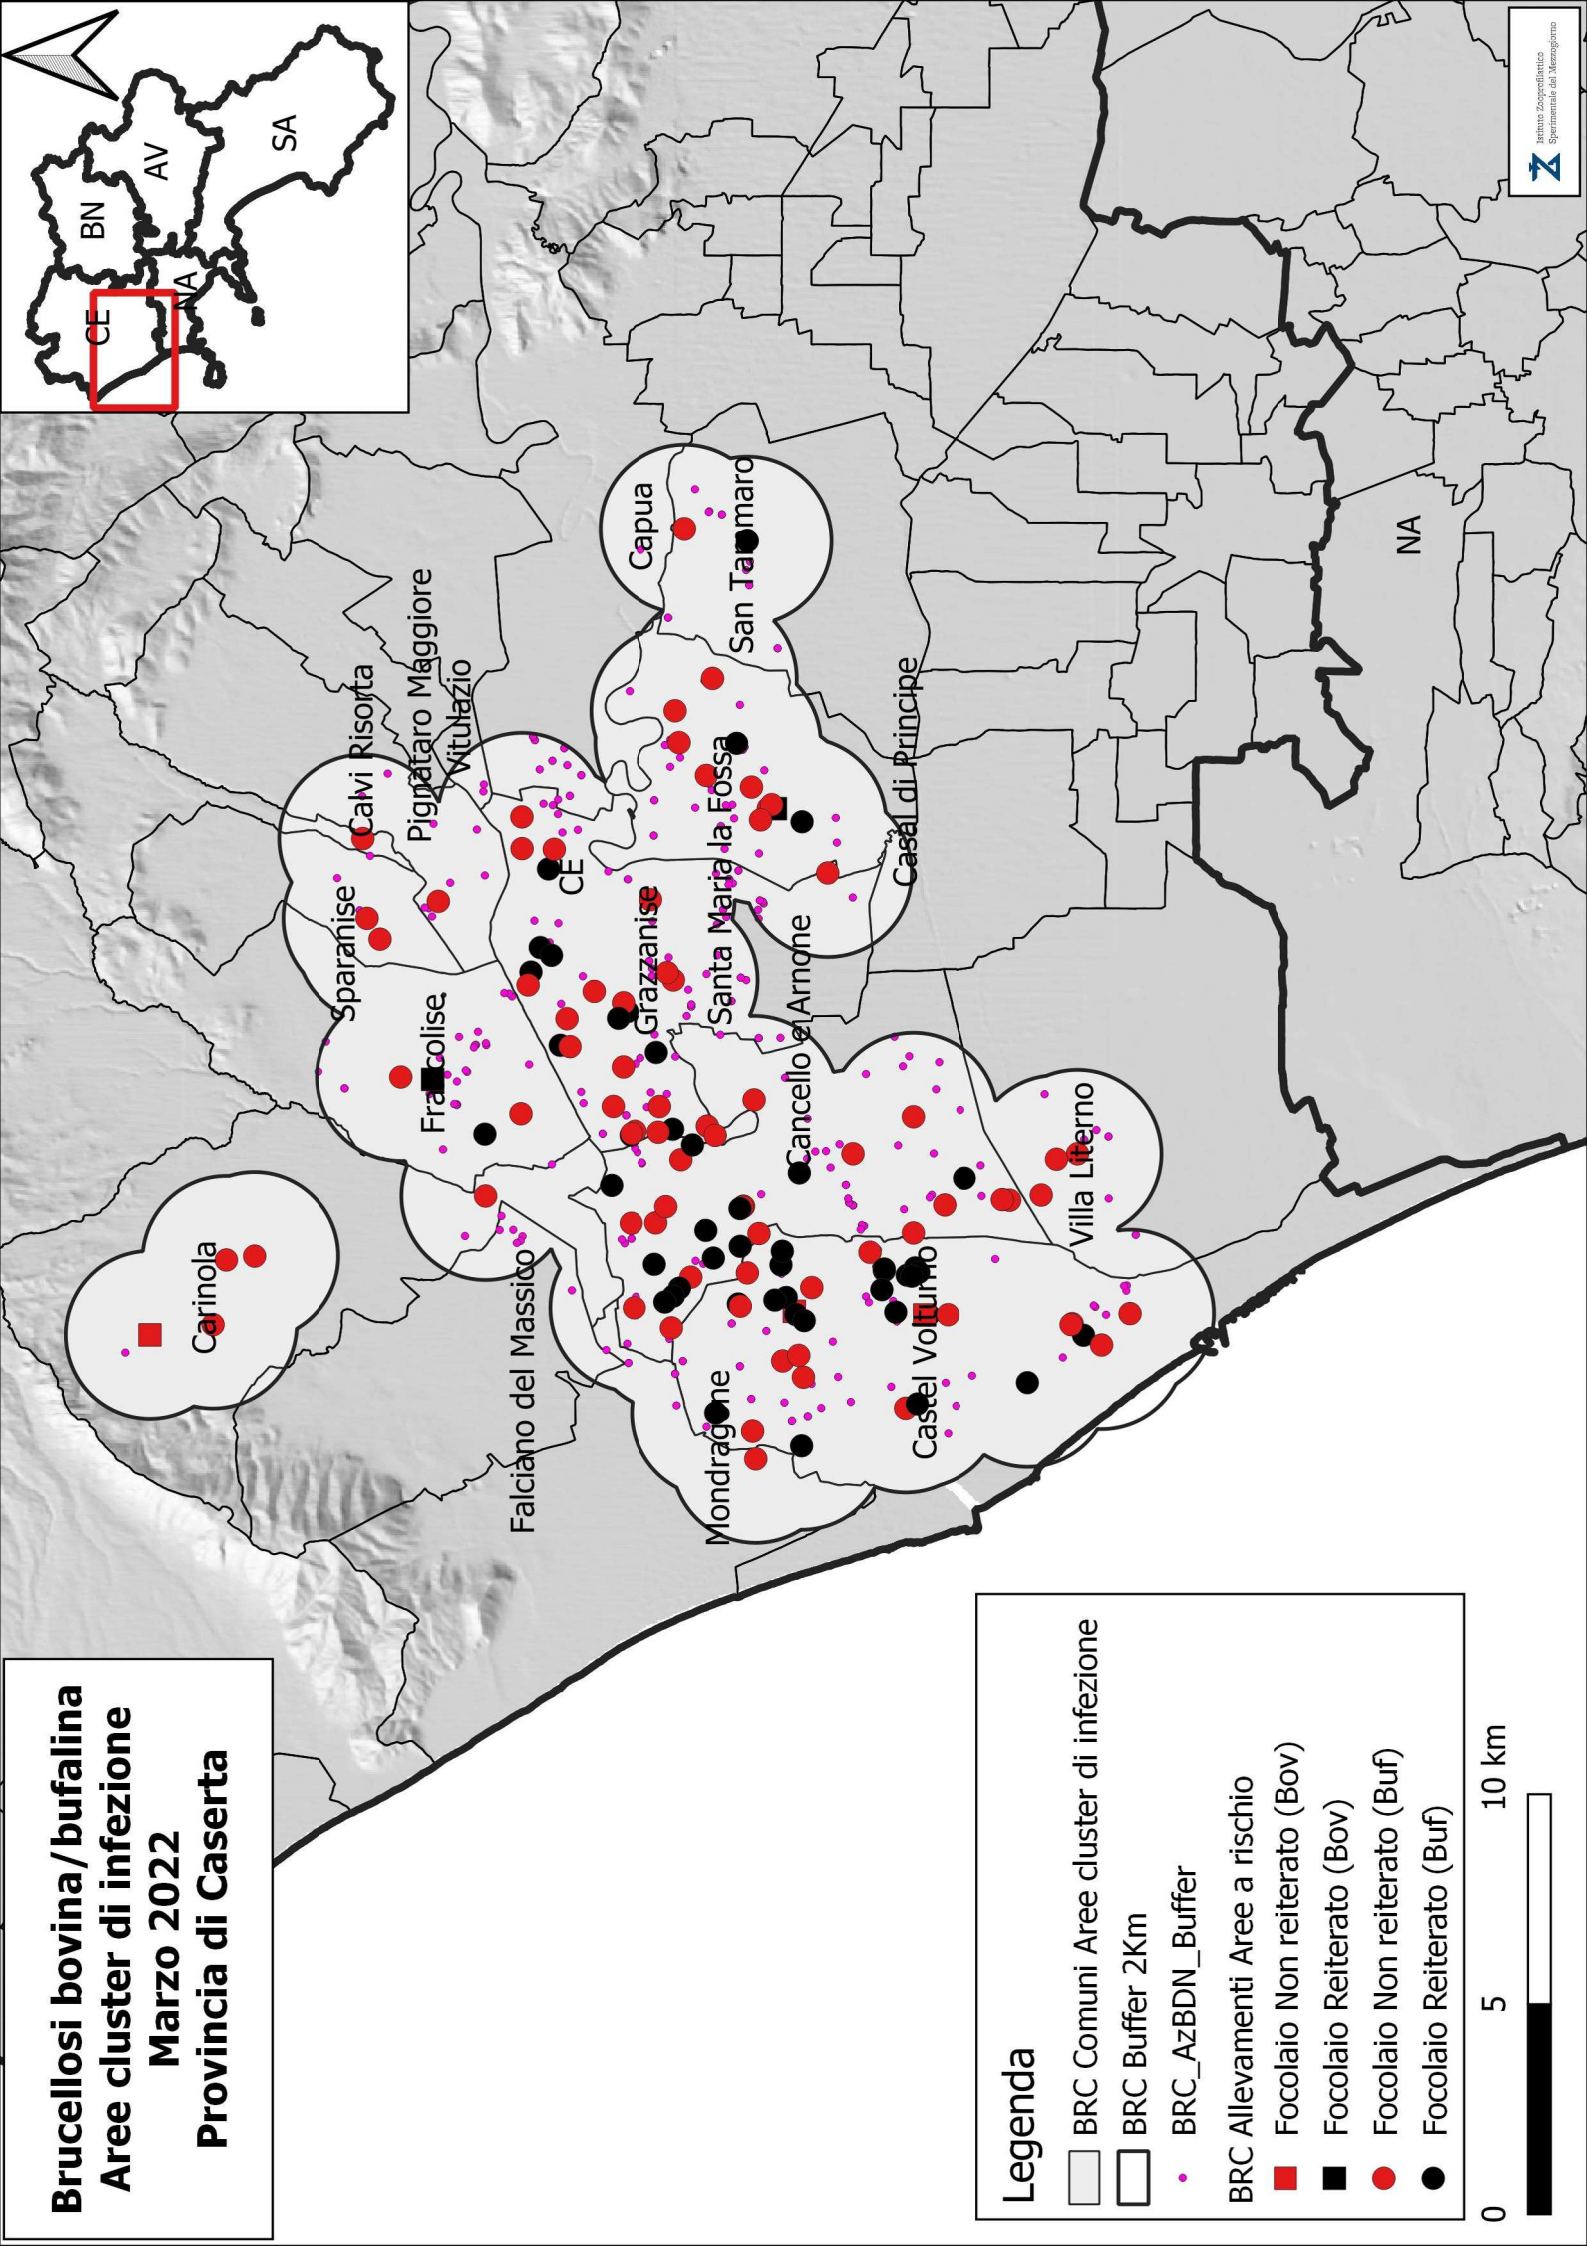 Brucellosi bovina/bufalina
Aree cluster di infezione
Marzo 2022
Provincia di Caserta
CE
BN
AV
NA
SA
Carinola
Sparanise
Calvi Risorta
Francolise
Pignataro Maggiore
Vitulazio
Falciano del Massico
CE
Grazzanise
Capua
Mondragone
Santa Maria la Fossa
San Tammaro
Cancello e Arnone
Castel Volturno
Casal di Principe
Villa Literno
NA
Legenda
BRC Comuni Aree cluster di infezione
BRC Buffer 2Km
BRC_AzBDN_Buffer
BRC Allevamenti Aree a rischio
Focolaio Non reiterato (Bov)
Focolaio Reiterato (Bov)
Focolaio Non reiterato (Buf)
Focolaio Reiterato (Buf)
0 5 10 km
Istituto Zooprofilattico
Sperimentale del Mezzogiorno